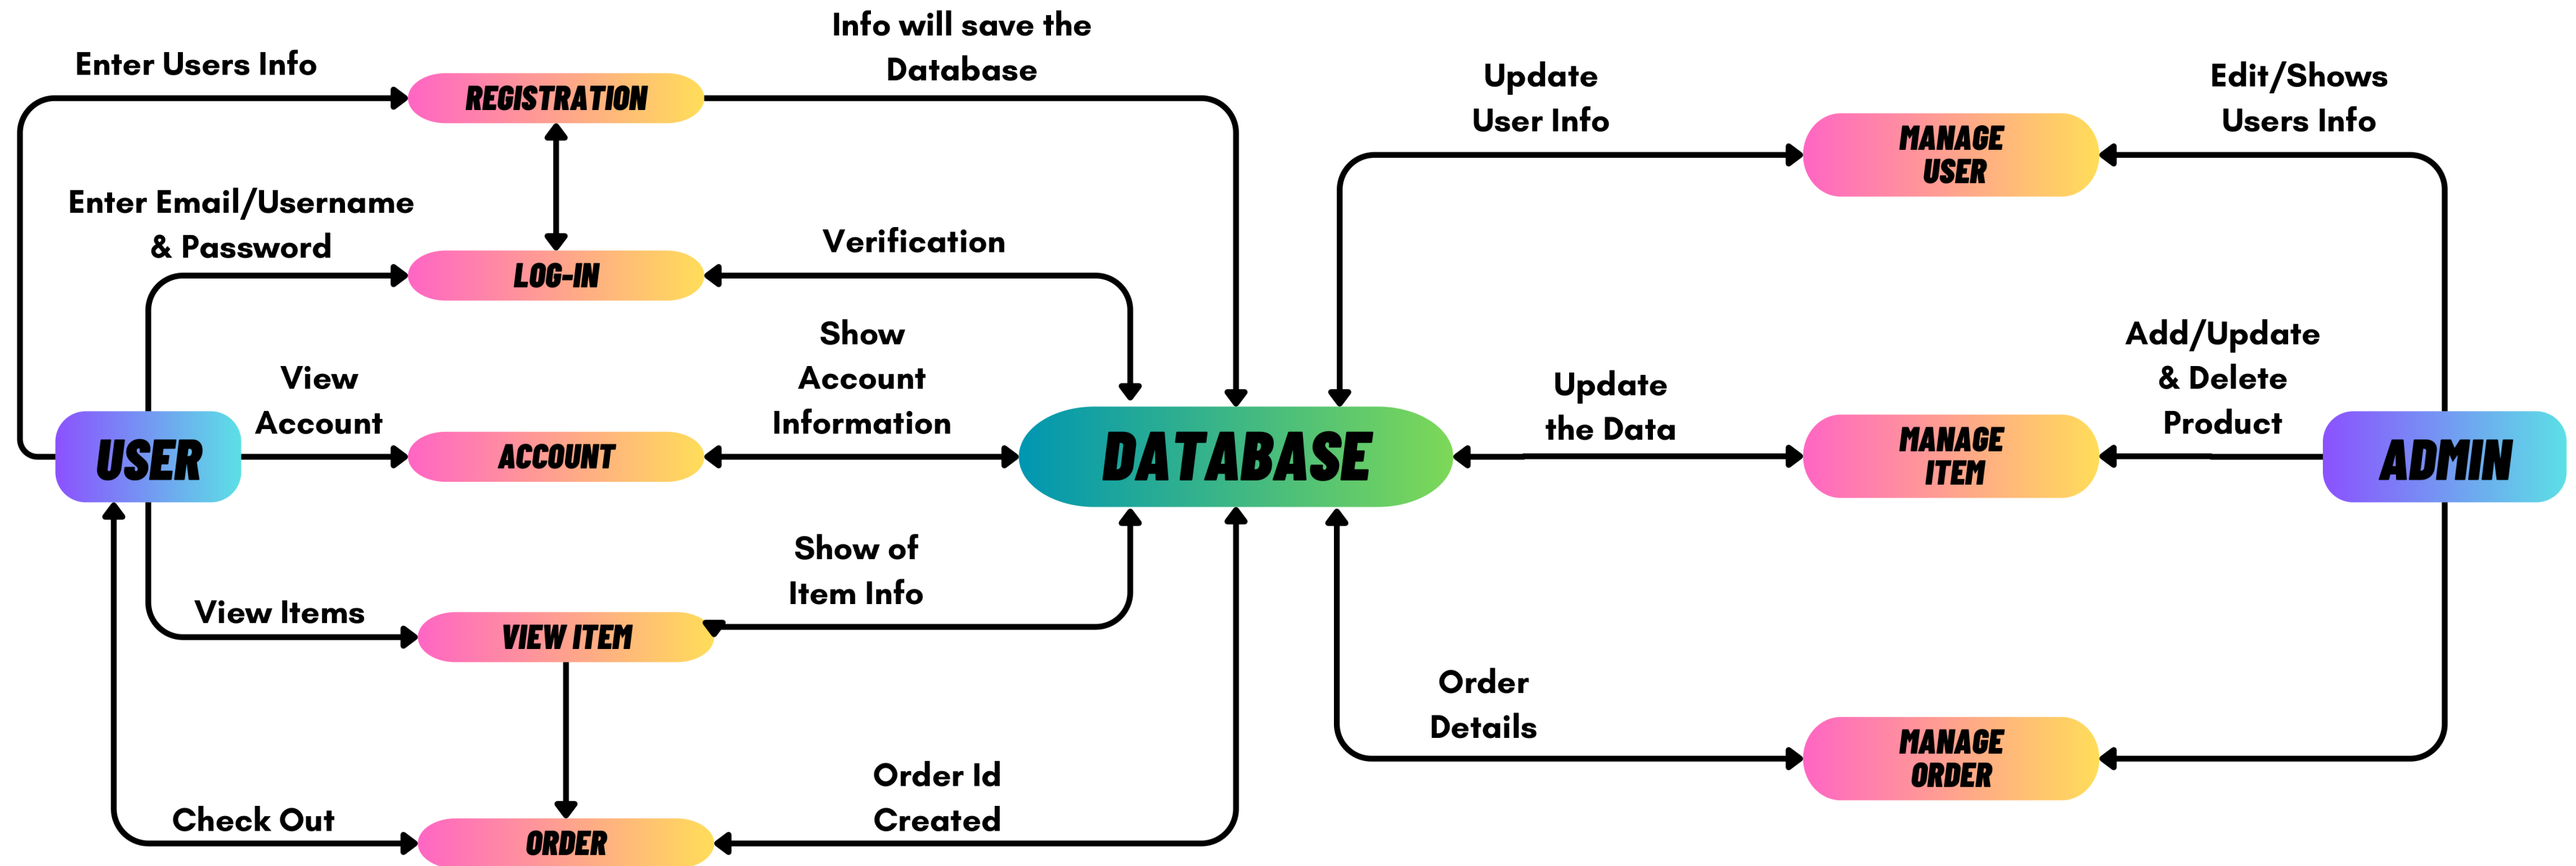 Enter Users Info
REGISTRATION
Info will save the
Database
Update
User Info
MANAGE
USER
Edit/Shows
Users Info
Enter Email/Username
& Password
LOG-IN
Verification
View
Account
USER
ACCOUNT
Show
Account
Information
DATABASE
Update
the Data
MANAGE
ITEM
Add/Update
& Delete
Product
ADMIN
View Items
VIEW ITEM
Show of
Item Info
Order
Details
MANAGE
ORDER
Check Out
ORDER
Order Id
Created